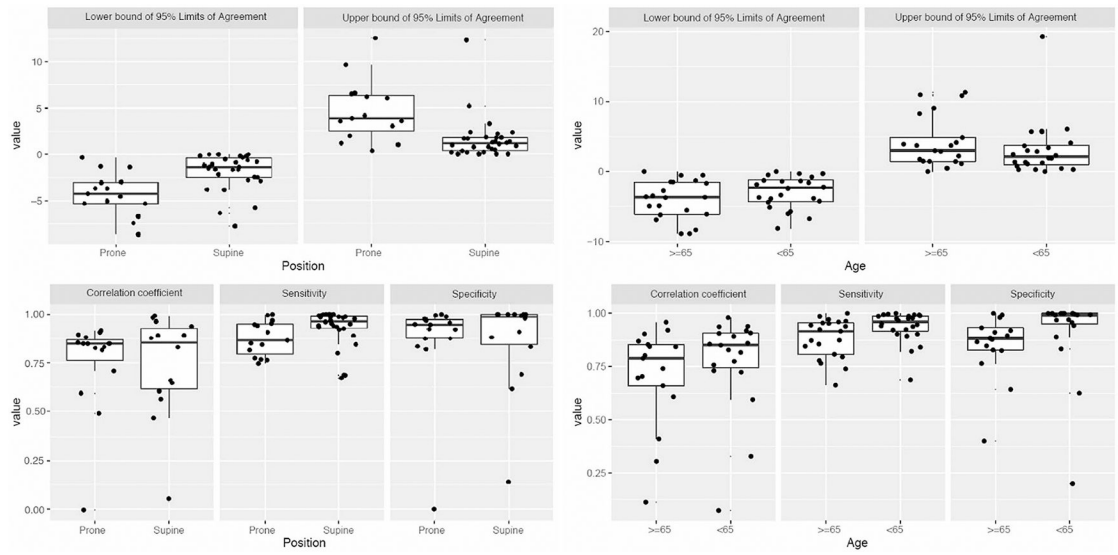 Lower bound of 95% Limits of Agreement
Upper bound of 95% Limits of Agreement
10
5
0
−5
value
Prone
Supine
Prone
Supine
Position
Lower bound of 95% Limits of Agreement
Upper bound of 95% Limits of Agreement
20
10
0
−10
value
>=65
<65
>=65
<65
Age
Correlation coefficient
Sensitivity
Specificity
1.00
0.75
0.50
0.25
0.00
value
Prone
Supine
Prone
Supine
Prone
Supine
Position
Correlation coefficient
Sensitivity
Specificity
1.00
0.75
0.50
0.25
value
>=65
<65
>=65
<65
>=65
<65
Age